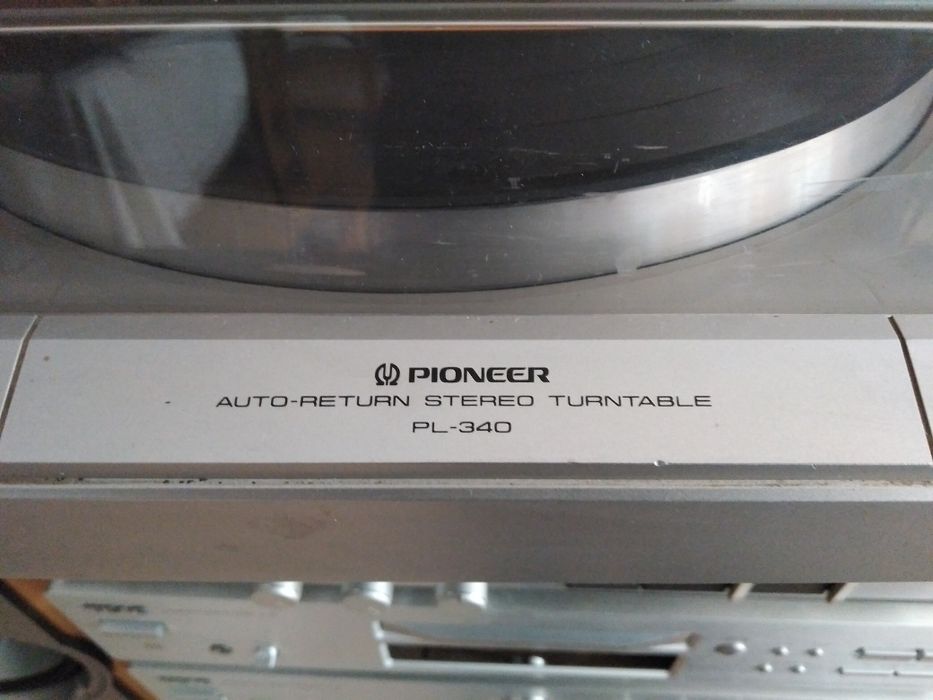 PIONEER
AUTO-RETURN STEREO TURNTABLE
PL-340